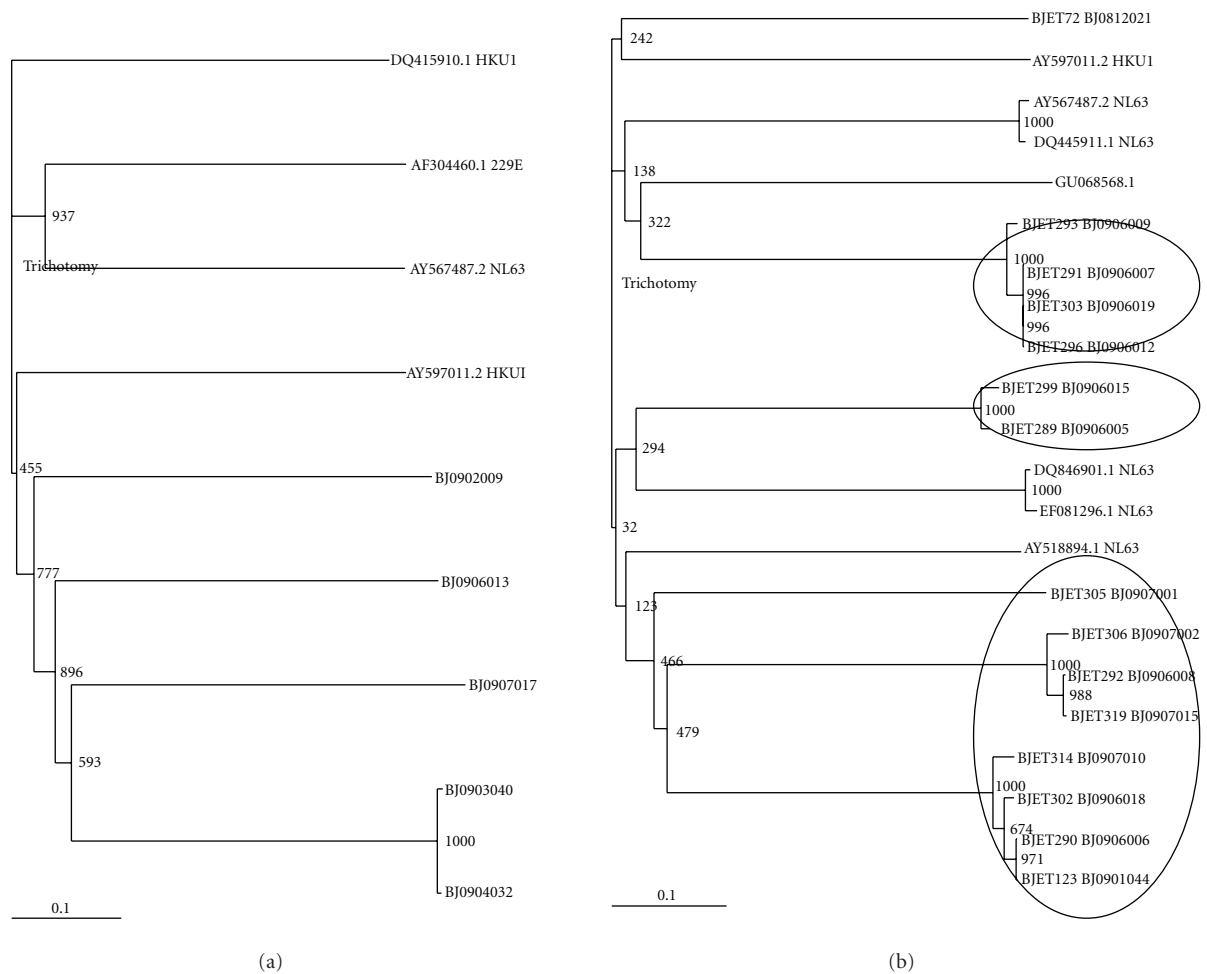 DQ415910.1 HKU1
AF304460.1 229E
937
Trichotomy
AY567487.2 NL63
AY597011.2 HKUI
455
BJ0902009
777
BJ0906013
896
BJ0907017
593
BJ0903040
1000
BJ0904032
0.1
(a)
BJET72 BJ0812021
242
AY597011.2 HKU1
AY567487.2 NL63
1000
DQ445911.1 NL63
138
GU068568.1
322
BJET293 BJ0906009
1000
BJET291 BJ0906007
Trichotomy
996
BJET303 BJ0906019
996
BJET296 BJ0906012
BJET299 BJ0906015
1000
BJET289 BJ0906005
294
DQ846901.1 NL63
1000
EF081296.1 NL63
32
AY518894.1 NL63
BJET305 BJ0907001
123
BJET306 BJ0907002
466
1000
BJET292 BJ0906008
988
BJET319 BJ0907015
479
BJET314 BJ0907010
1000
BJET302 BJ0906018
674
BJET290 BJ0906006
971
BJET123 BJ0901044
0.1
(b)